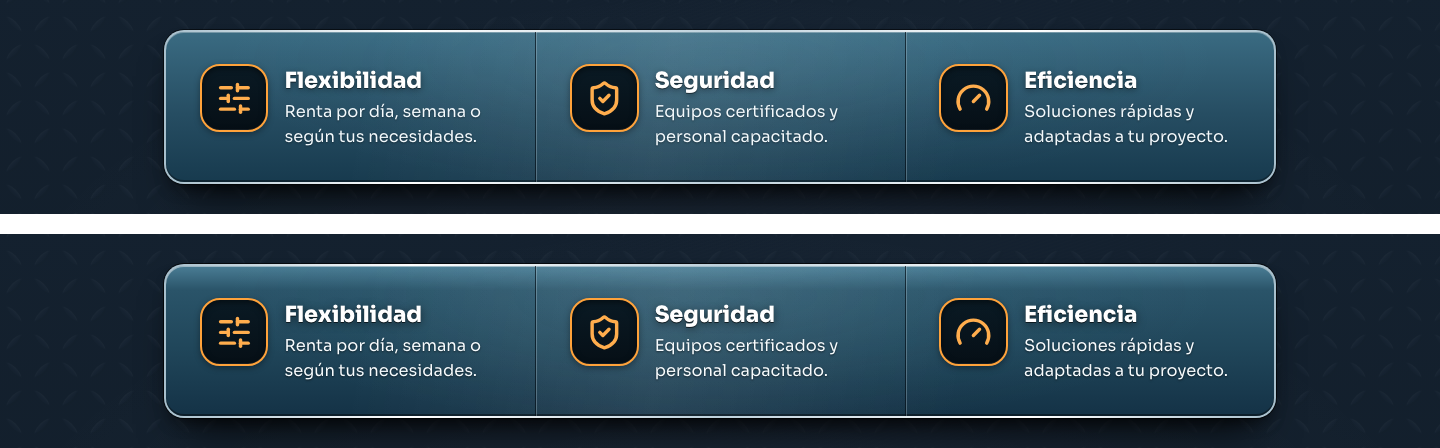 Flexibilidad
Renta por día, semana o
según tus necesidades.
Seguridad
Equipos certificados y
personal capacitado.
Eficiencia
Soluciones rápidas y
adaptadas a tu proyecto.
Flexibilidad
Renta por día, semana o
según tus necesidades.
Seguridad
Equipos certificados y
personal capacitado.
Eficiencia
Soluciones rápidas y
adaptadas a tu proyecto.